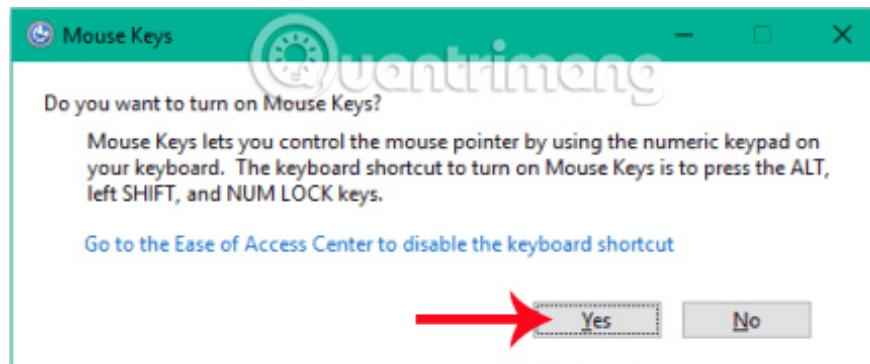 Mouse Keys
Quantrimang
Do you want to turn on Mouse Keys?
Mouse Keys lets you control the mouse pointer by using the numeric keypad on
your keyboard. The keyboard shortcut to turn on Mouse Keys is to press the ALT,
left SHIFT, and NUM LOCK keys.
Go to the Ease of Access Center to disable the keyboard shortcut
Yes No